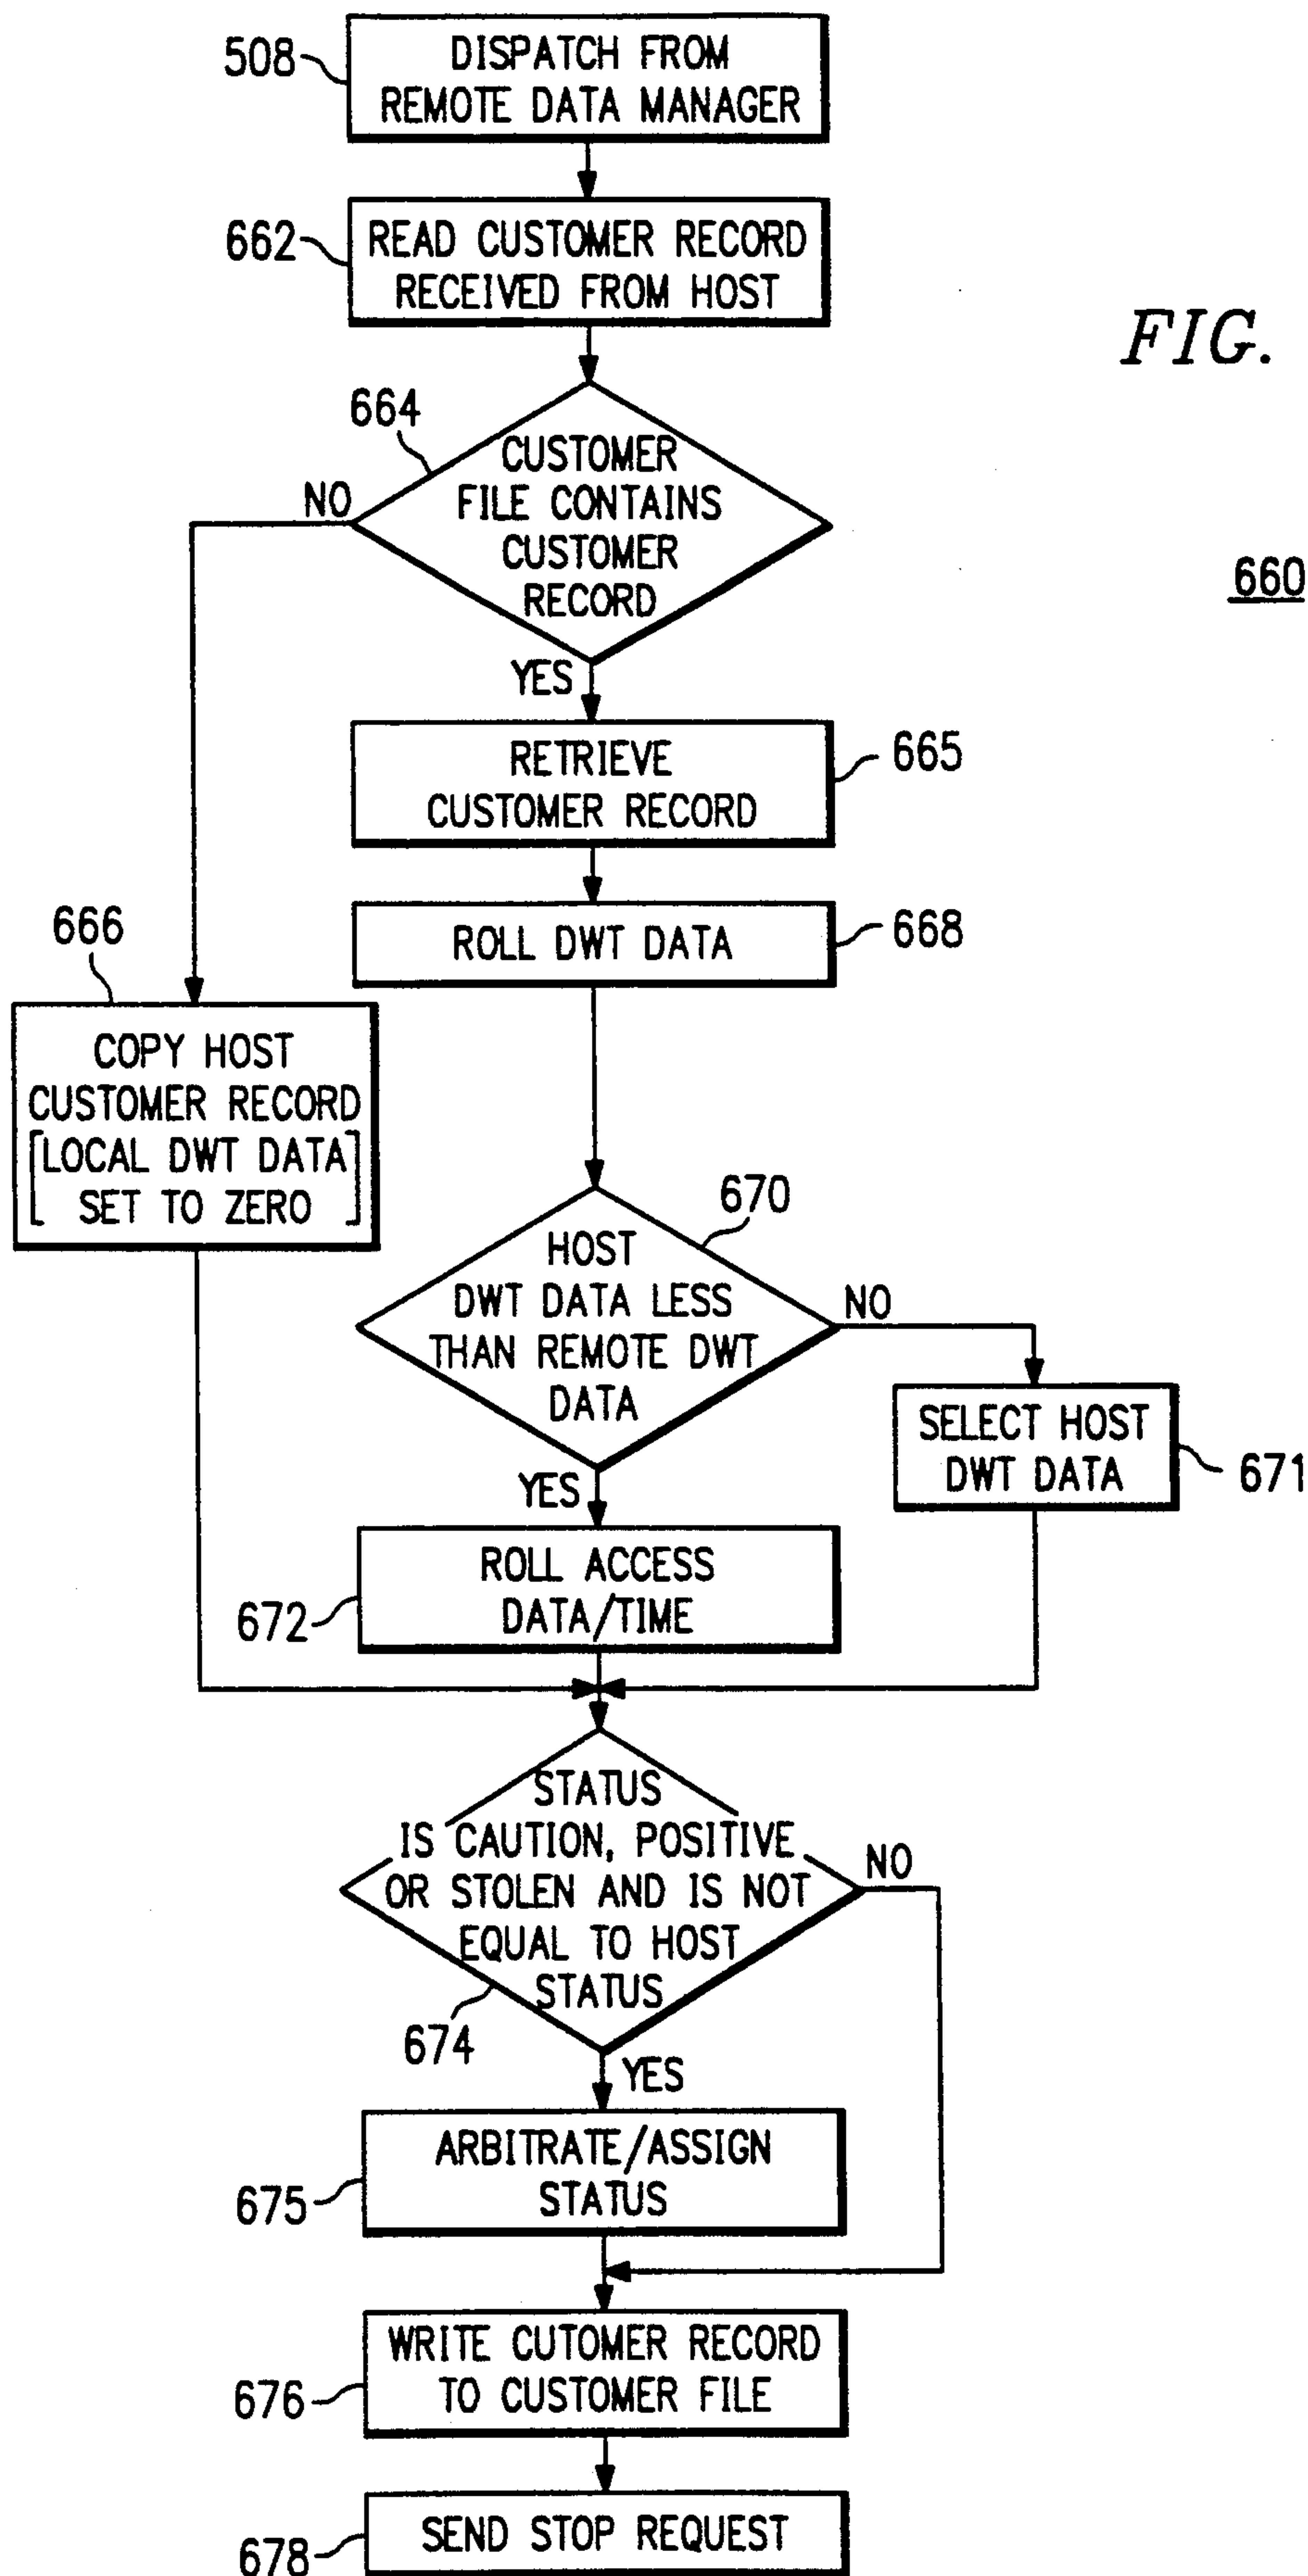 508
DISPATCH FROM
REMOTE DATA MANAGER
662
READ CUSTOMER RECORD
RECEIVED FROM HOST
FIG.
664
CUSTOMER
FILE CONTAINS
CUSTOMER
RECORD
NO
660
YES
RETRIEVE
CUSTOMER RECORD
665
ROLL DWT DATA
668
666
COPY HOST
CUSTOMER RECORD
[LOCAL DWT DATA
SET TO ZERO]
670
HOST
DWT DATA LESS
THAN REMOTE DWT
DATA
NO
SELECT HOST
DWT DATA
671
YES
ROLL ACCESS
DATA/TIME
672
STATUS
IS CAUTION, POSITIVE
OR STOLEN AND IS NOT
EQUAL TO HOST
STATUS
NO
674
YES
ARBITRATE/ASSIGN
STATUS
675
WRITE CUTOMER RECORD
TO CUSTOMER FILE
676
SEND STOP REQUEST
678